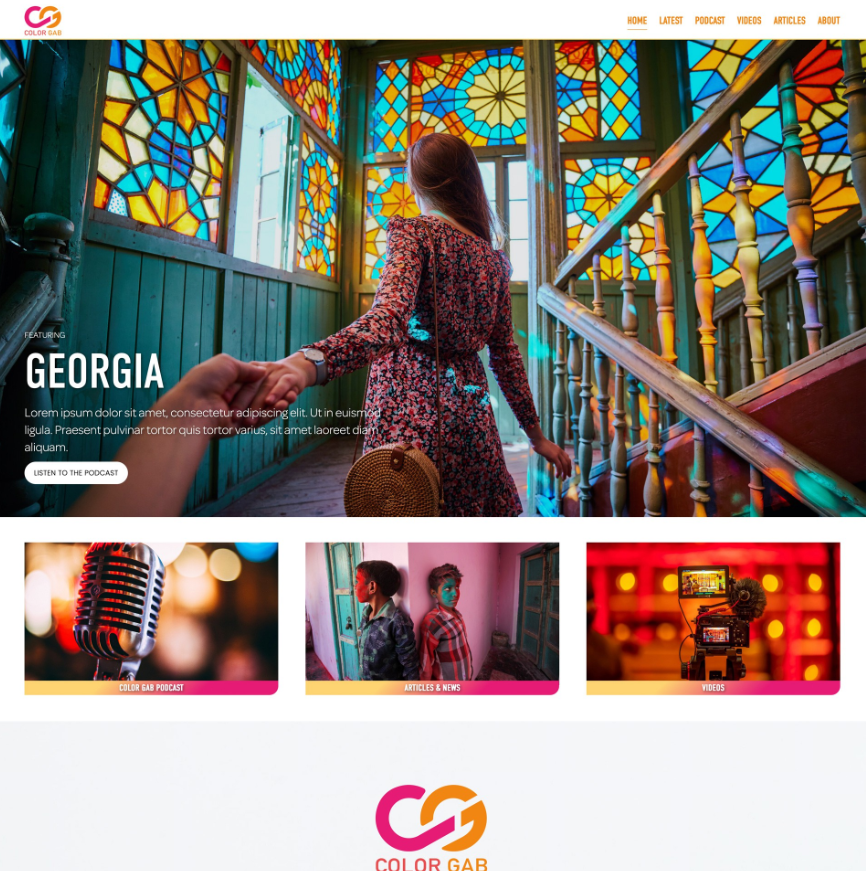 COLOR GAB
HOME LATEST PODCAST VIDEOS ARTICLES ABOUT
FEATURING
GEORGIA
Lorem ipsum dolor sit amet, consectetur adipiscing elit. Ut in euismod
ligula. Praesent pulvinar tortor quis tortor varius, sit amet laoreet diam
aliquam.
LISTEN TO THE PODCAST
COLOR GAB PODCAST
ARTICLES & NEWS
VIDEOS
COLOR GAB